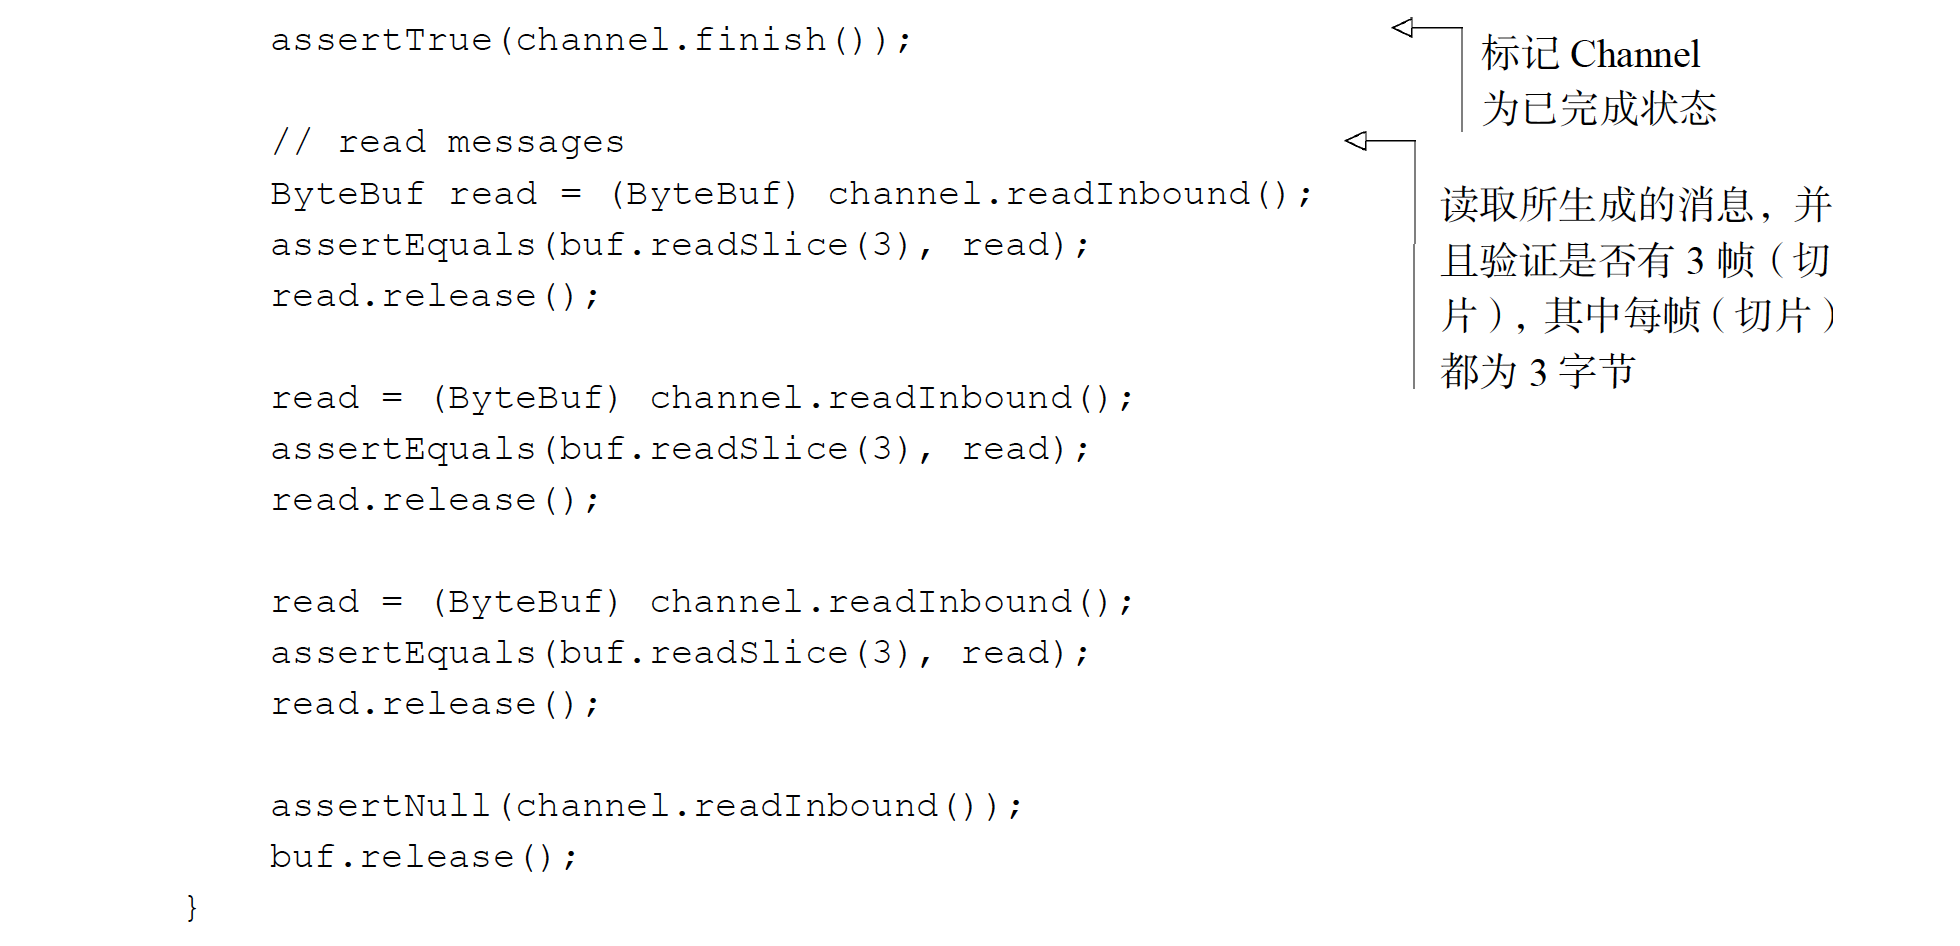 assertTrue(channel.finish());
标记 Channel
为已完成状态
// read messages
ByteBuf read = (ByteBuf) channel.readInbound();
assertEquals(buf.readSlice(3), read);
read.release();
读取所生成的消息，并
且验证是否有 3 帧（切
片），其中每帧（切片）
都为 3 字节
read = (ByteBuf) channel.readInbound();
assertEquals(buf.readSlice(3), read);
read.release();
read = (ByteBuf) channel.readInbound();
assertEquals(buf.readSlice(3), read);
read.release();
assertNull(channel.readInbound());
buf.release();
}